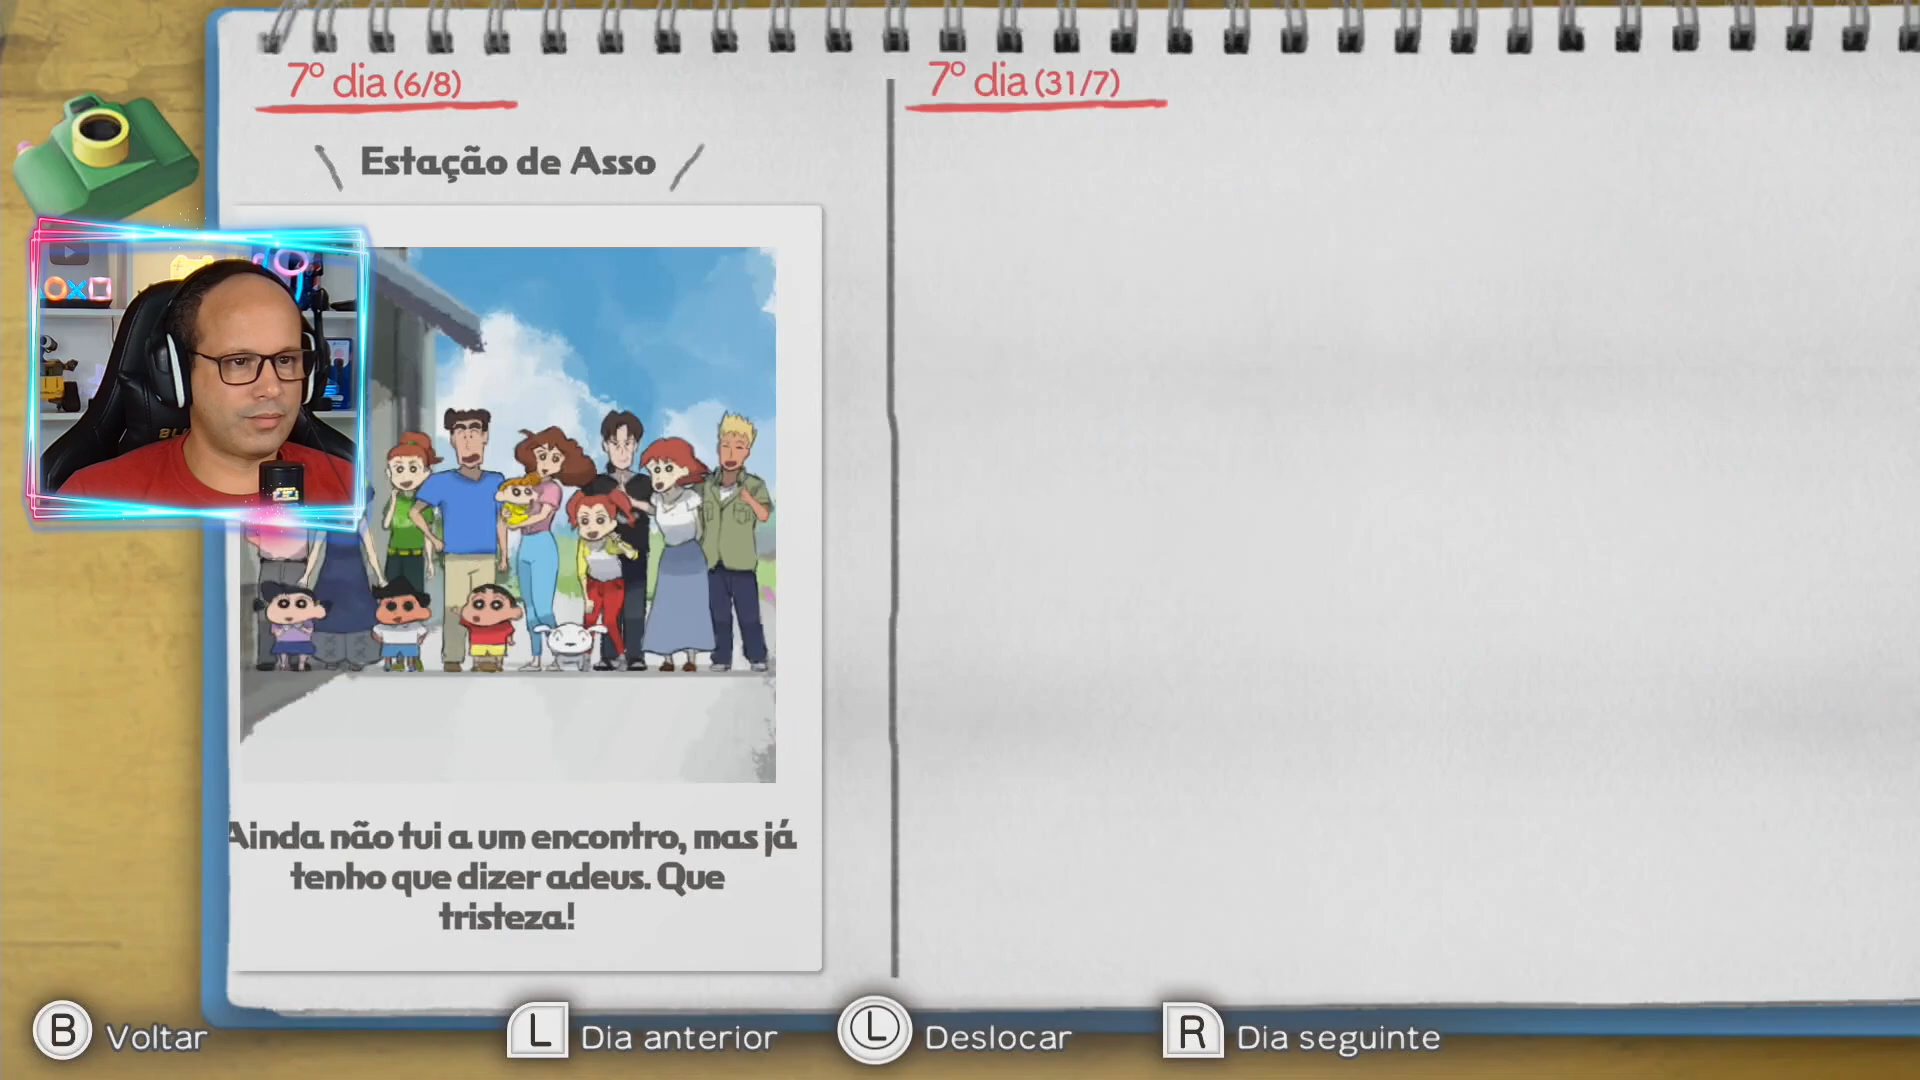 7º dia (6/8)
7º dia (31/7)
Estação de Asso
Ainda não fui a um encontro, mas já
tenho que dizer adeus. Que
tristeza!
B Voltar
L Dia anterior
L Deslocar
R Dia seguinte